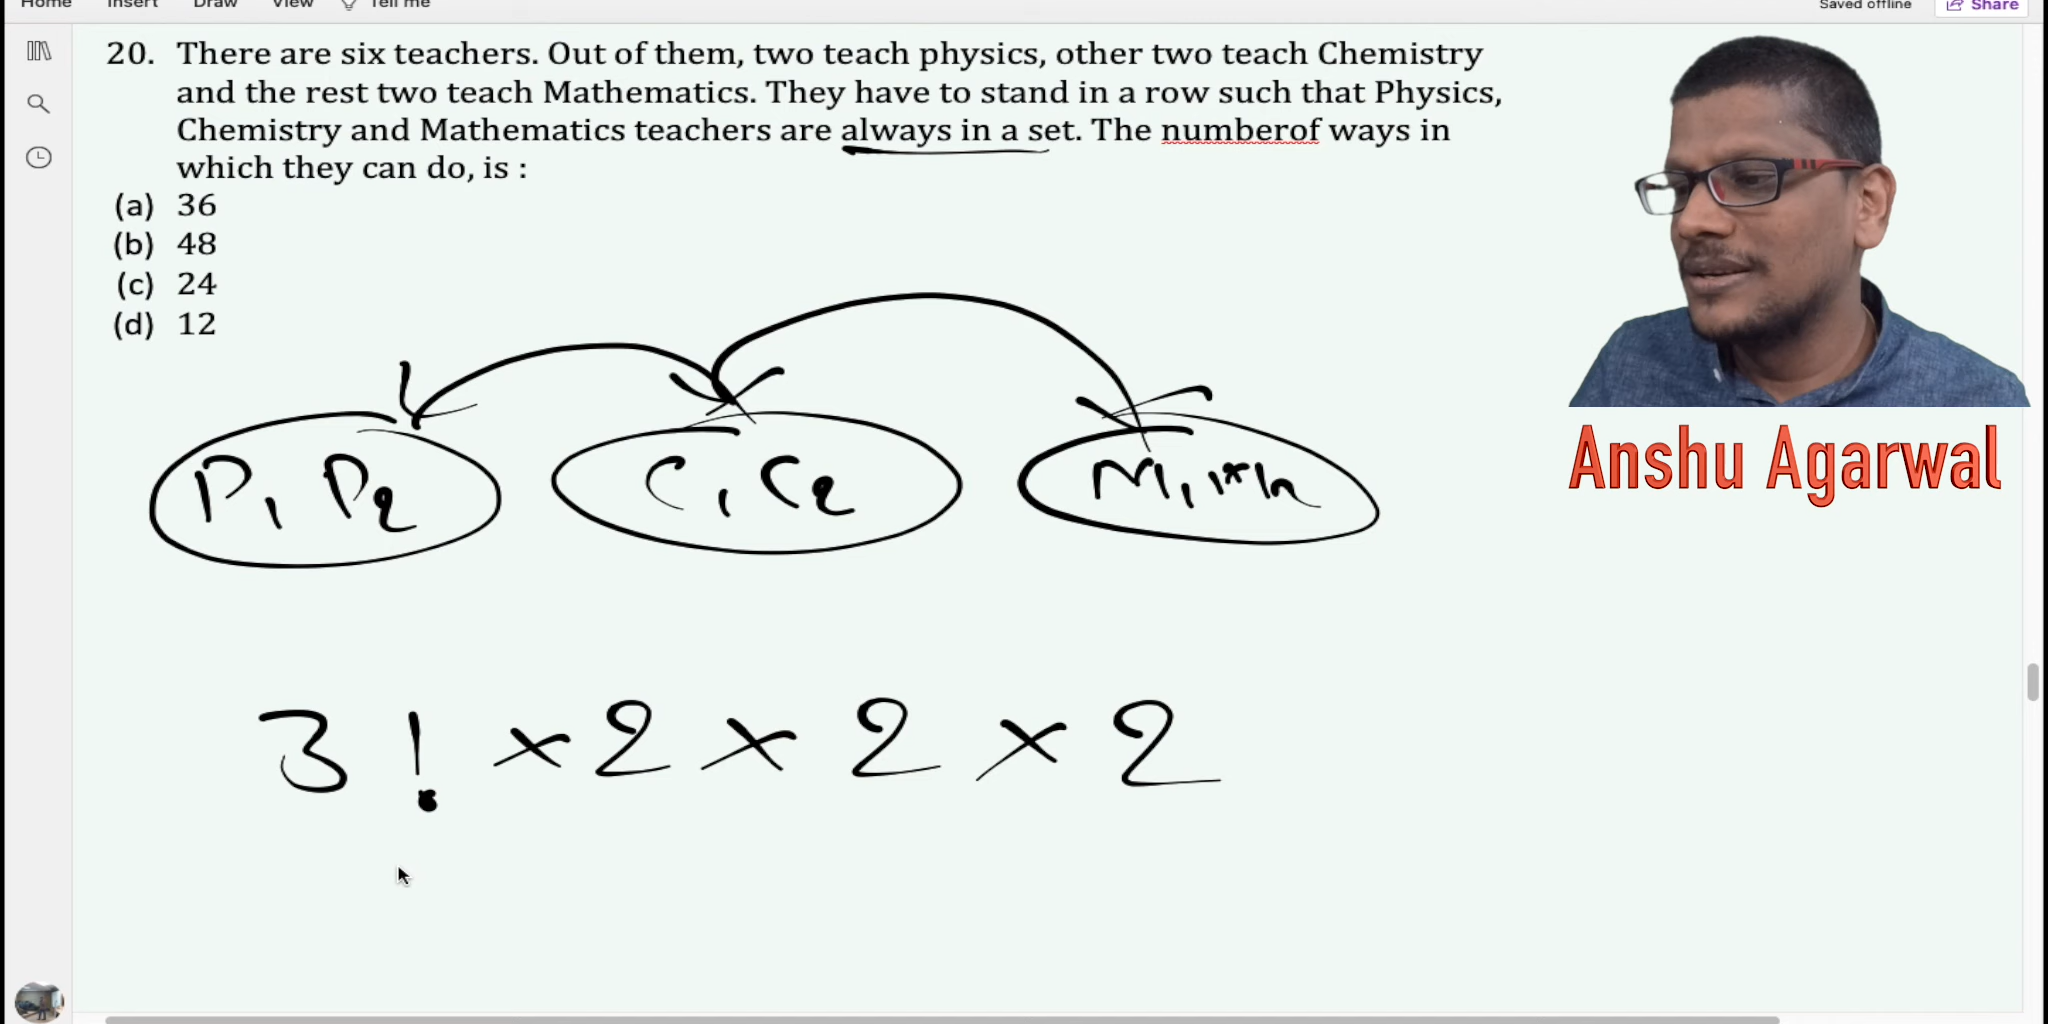 Home Insert Draw View Tell me Saved offline Share
20. There are six teachers. Out of them, two teach physics, other two teach Chemistry
and the rest two teach Mathematics. They have to stand in a row such that Physics,
Chemistry and Mathematics teachers are always in a set. The numberof ways in
which they can do, is :
(a) 36
(b) 48
(c) 24
(d) 12
Anshu Agarwal
P1 P2 C1 C2 M1
3! × 2 × 2 × 2